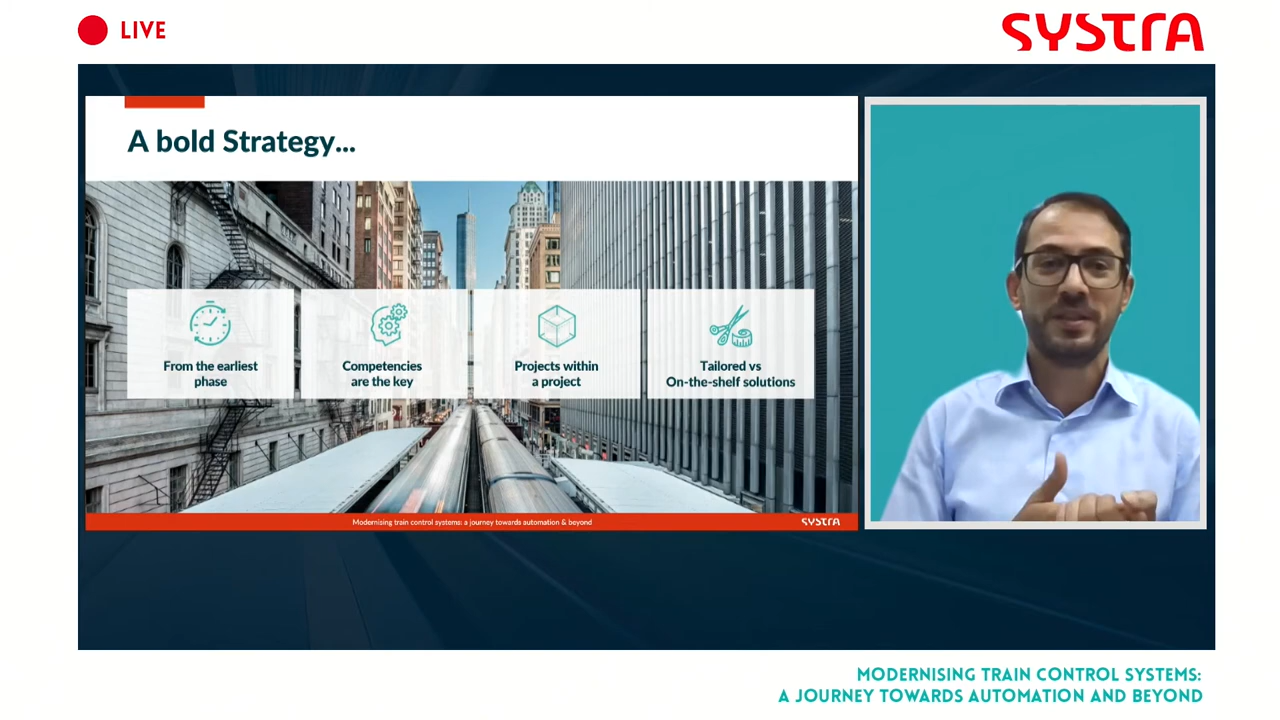 LIVE
SYSTRA
A bold Strategy...
From the earliest
phase
Competencies
are the key
Projects within
a project
Tailored vs
On-the-shelf solutions
Modernising train control systems: a journey towards automation & beyond
SYSTRA
MODERNISING TRAIN CONTROL SYSTEMS:
A JOURNEY TOWARDS AUTOMATION AND BEYOND